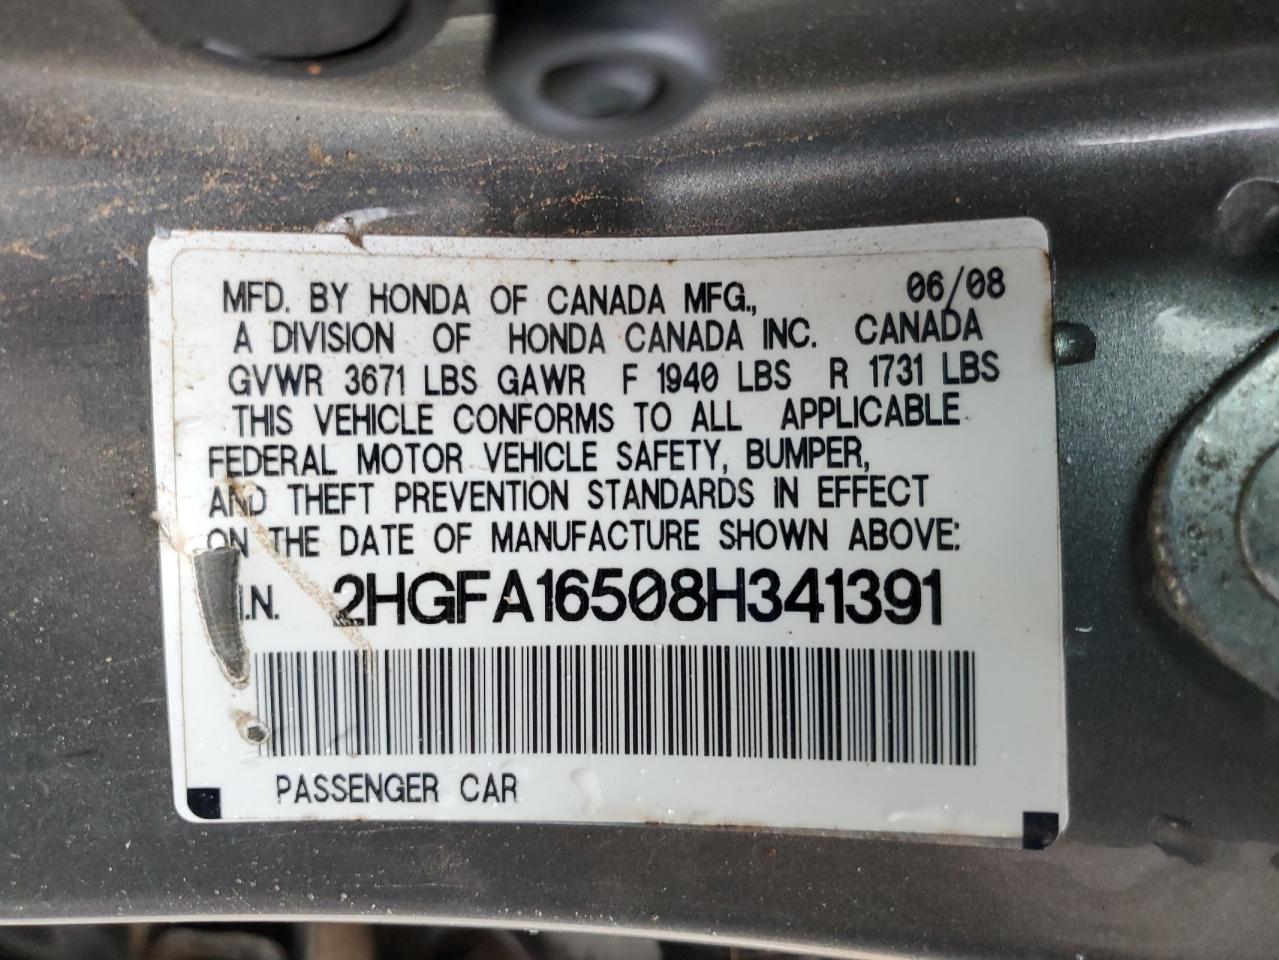 MFD. BY HONDA OF CANADA MFG., 06/08
A DIVISION OF HONDA CANADA INC. CANADA
GVWR 3671 LBS GAWR F 1940 LBS R 1731 LBS
THIS VEHICLE CONFORMS TO ALL APPLICABLE
FEDERAL MOTOR VEHICLE SAFETY, BUMPER,
AND THEFT PREVENTION STANDARDS IN EFFECT
ON THE DATE OF MANUFACTURE SHOWN ABOVE:
.I.N. 2HGFA16508H341391
PASSENGER CAR